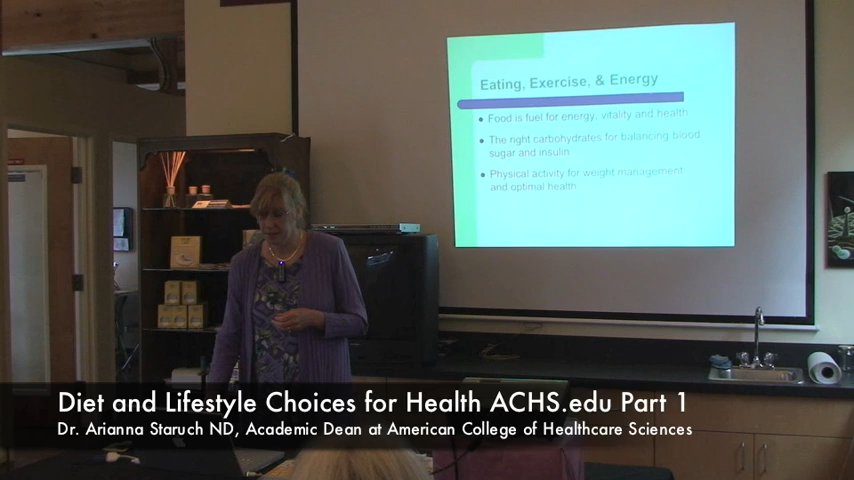 Eating, Exercise, & Energy
Food is fuel for energy, vitality and health
The right carbohydrates for balancing blood
sugar and insulin
Physical activity for weight management
and optimal health
Diet and Lifestyle Choices for Health ACHS.edu Part 1
Dr. Arianna Staruch ND, Academic Dean at American College of Healthcare Sciences